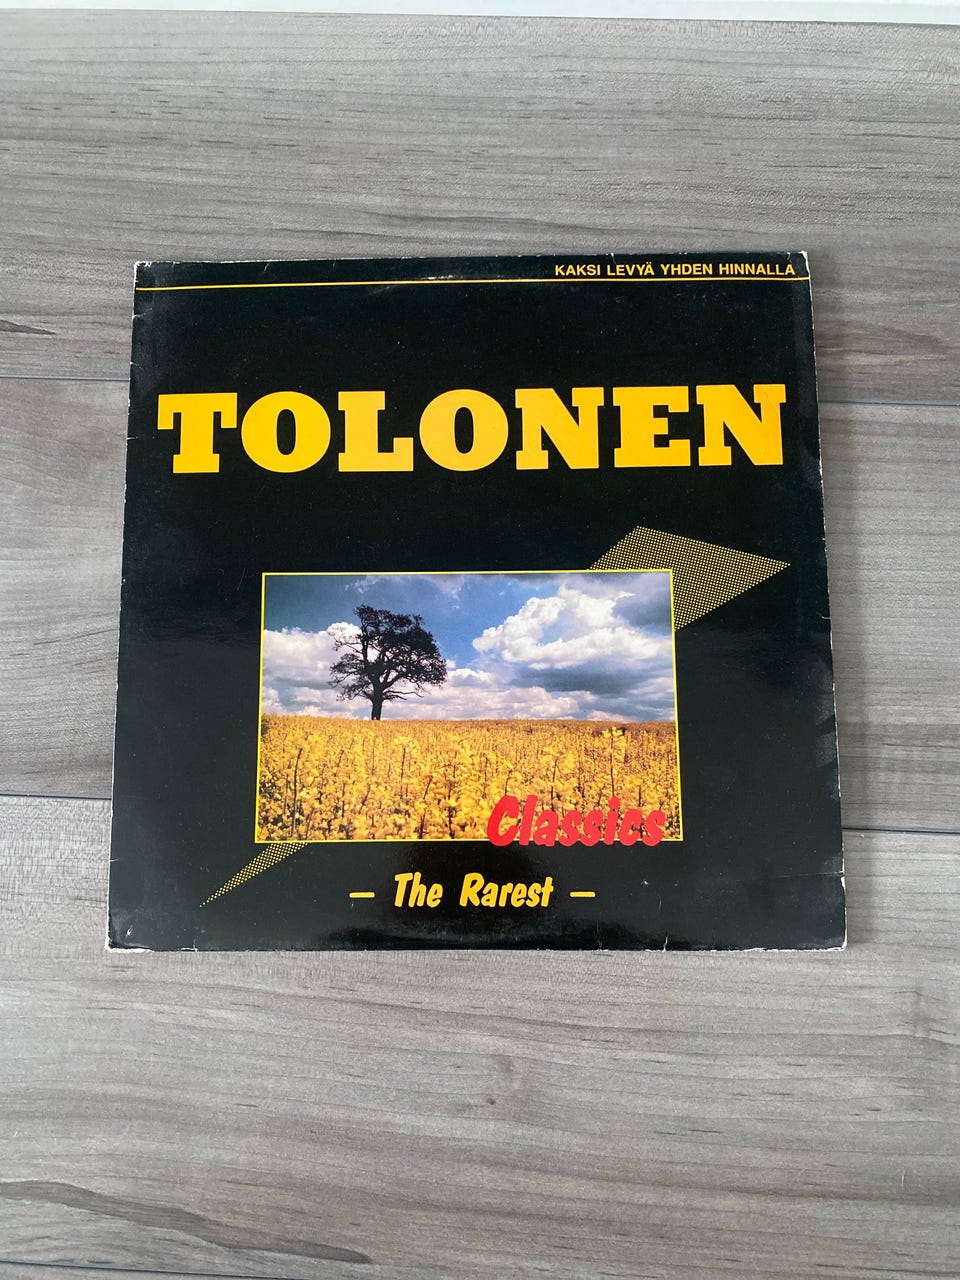 KAKSI LEVYÄ YHDEN HINNALLA
TOLONEN
Classics
– The Rarest –